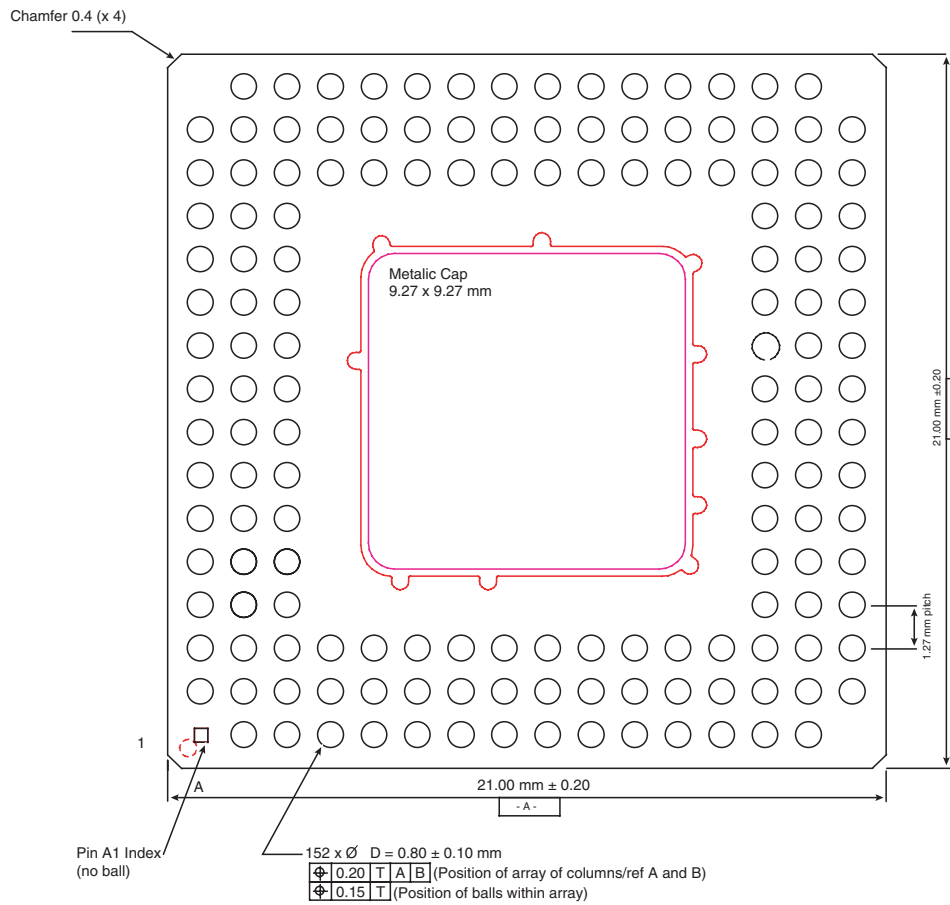 Chamfer 0.4 (x 4)
Metalic Cap
9.27 x 9.27 mm
21.00 mm ±0.20
1.27 mm pitch
1
A
21.00 mm ± 0.20
- A -
Pin A1 Index
(no ball)
152 x Ø D = 0.80 ± 0.10 mm
⌖ 0.20 T A B (Position of array of columns/ref A and B)
⌖ 0.15 T (Position of balls within array)